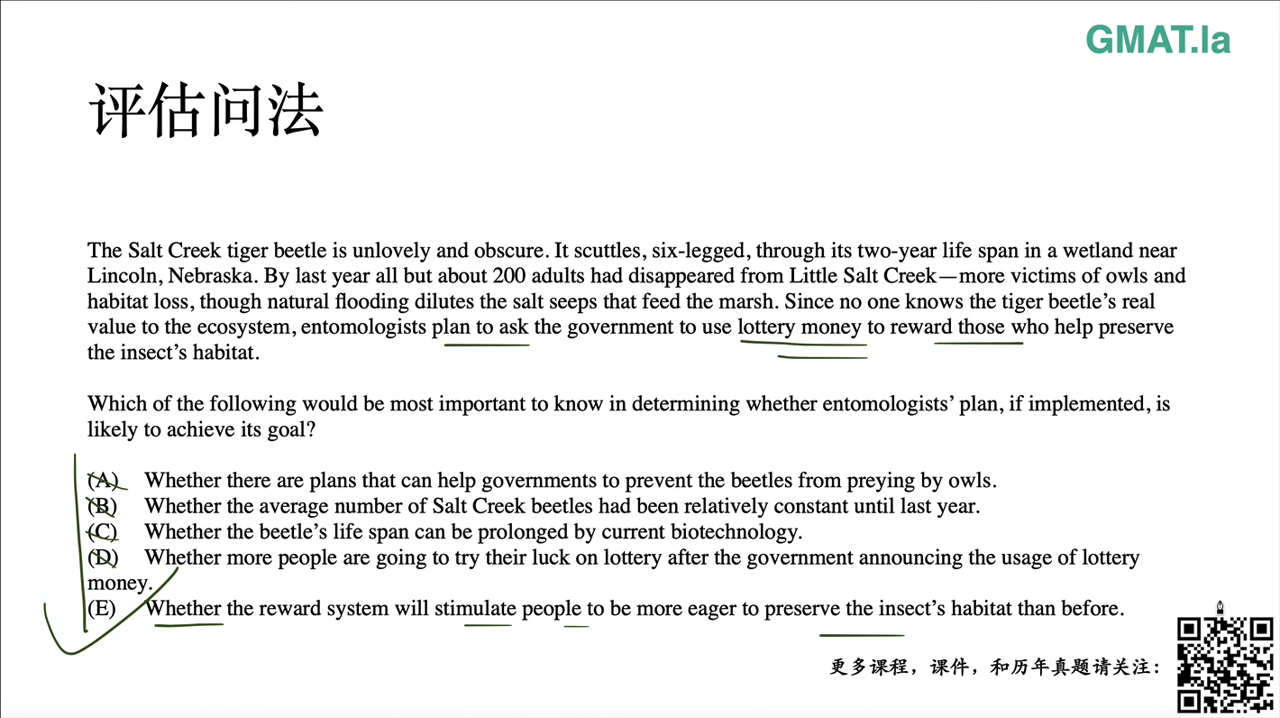 GMAT.la
评估问法
The Salt Creek tiger beetle is unlovely and obscure. It scuttles, six-legged, through its two-year life span in a wetland near
Lincoln, Nebraska. By last year all but about 200 adults had disappeared from Little Salt Creek—more victims of owls and
habitat loss, though natural flooding dilutes the salt seeps that feed the marsh. Since no one knows the tiger beetle’s real
value to the ecosystem, entomologists plan to ask the government to use lottery money to reward those who help preserve
the insect’s habitat.
Which of the following would be most important to know in determining whether entomologists’ plan, if implemented, is
likely to achieve its goal?
(A) Whether there are plans that can help governments to prevent the beetles from preying by owls.
(B) Whether the average number of Salt Creek beetles had been relatively constant until last year.
(C) Whether the beetle’s life span can be prolonged by current biotechnology.
(D) Whether more people are going to try their luck on lottery after the government announcing the usage of lottery
money.
(E) Whether the reward system will stimulate people to be more eager to preserve the insect’s habitat than before.
更多课程，课件，和历年真题请关注：